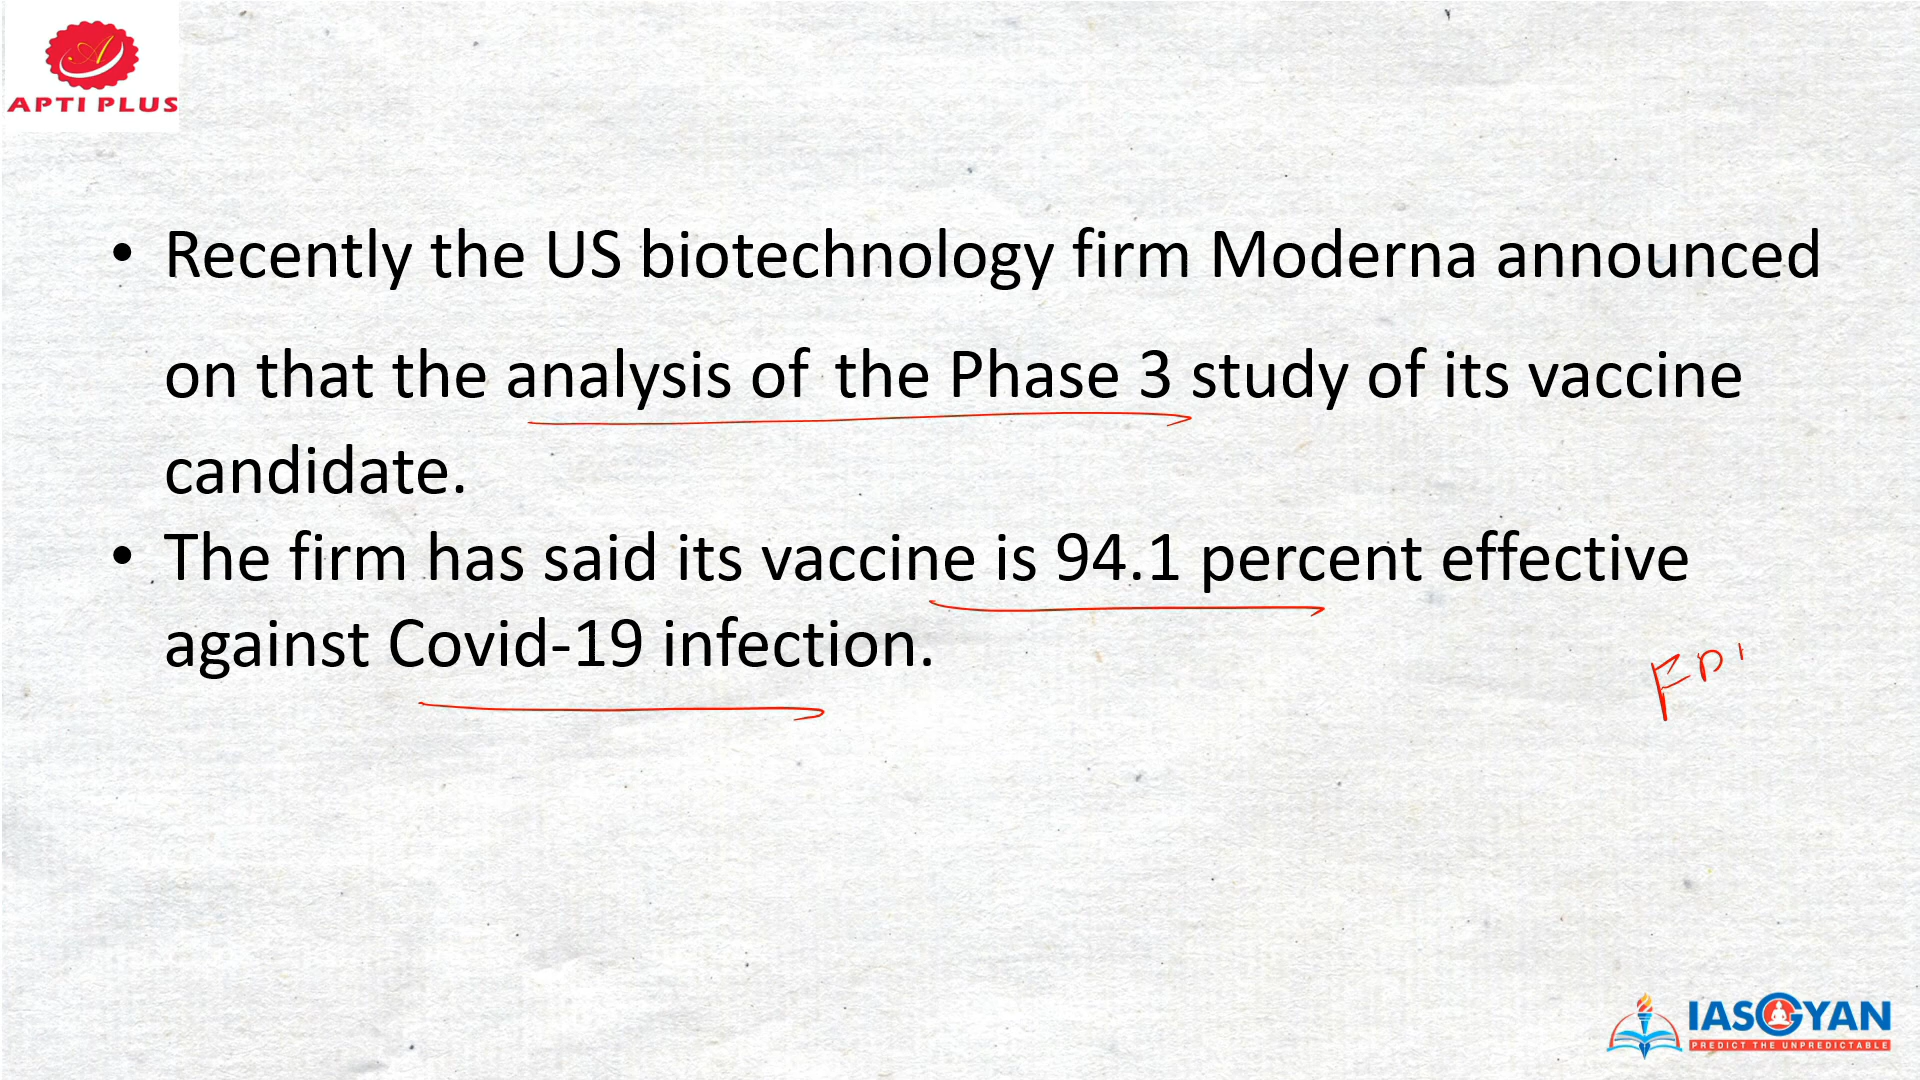 APTI PLUS
• Recently the US biotechnology firm Moderna announced
on that the analysis of the Phase 3 study of its vaccine
candidate.
• The firm has said its vaccine is 94.1 percent effective
against Covid-19 infection.
IASGYAN
PREDICT THE UNPREDICTABLE